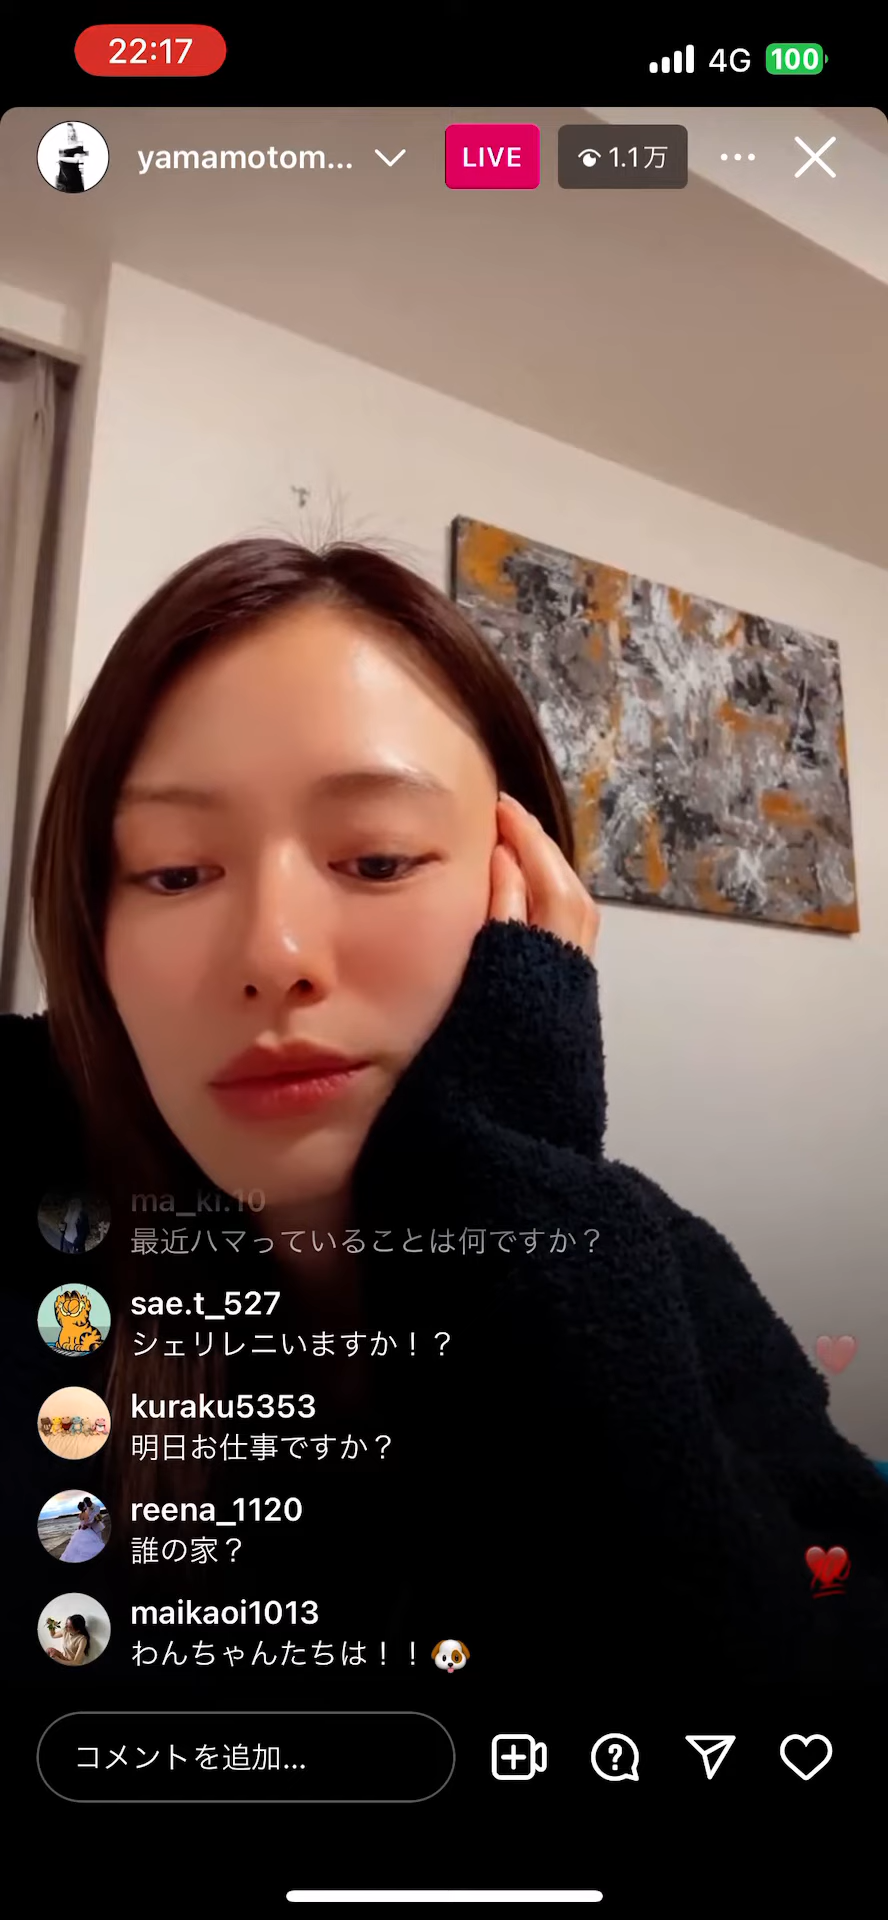 22:17
4G
100
yamamotom...
LIVE
1.1万
ma_ki.10
最近ハマっていることは何ですか？
sae.t_527
シェリレニいますか！？
kuraku5353
明日お仕事ですか？
reena_1120
誰の家？
maikaoi1013
わんちゃんたちは！！🐶
コメントを追加...